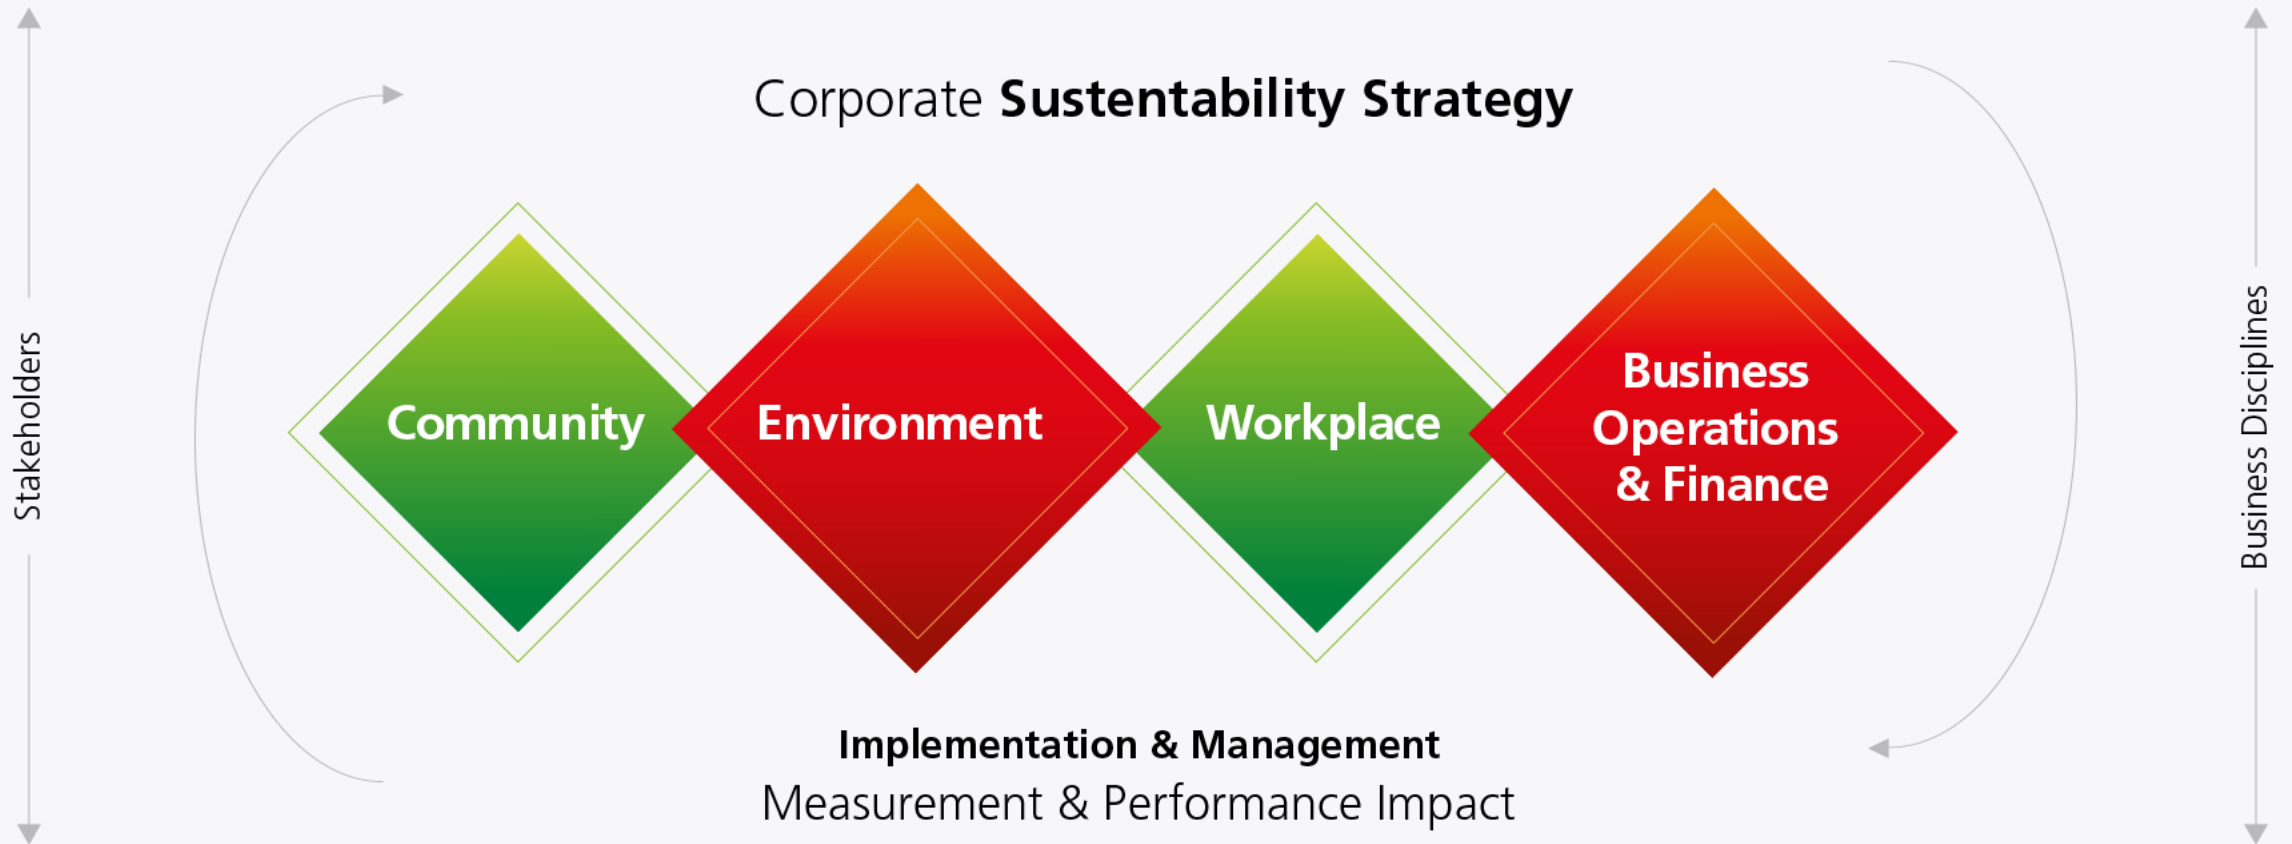 Corporate Sustentability Strategy
Stakeholders
Community
Environment
Workplace
Business
Operations
& Finance
Business Disciplines
Implementation & Management
Measurement & Performance Impact